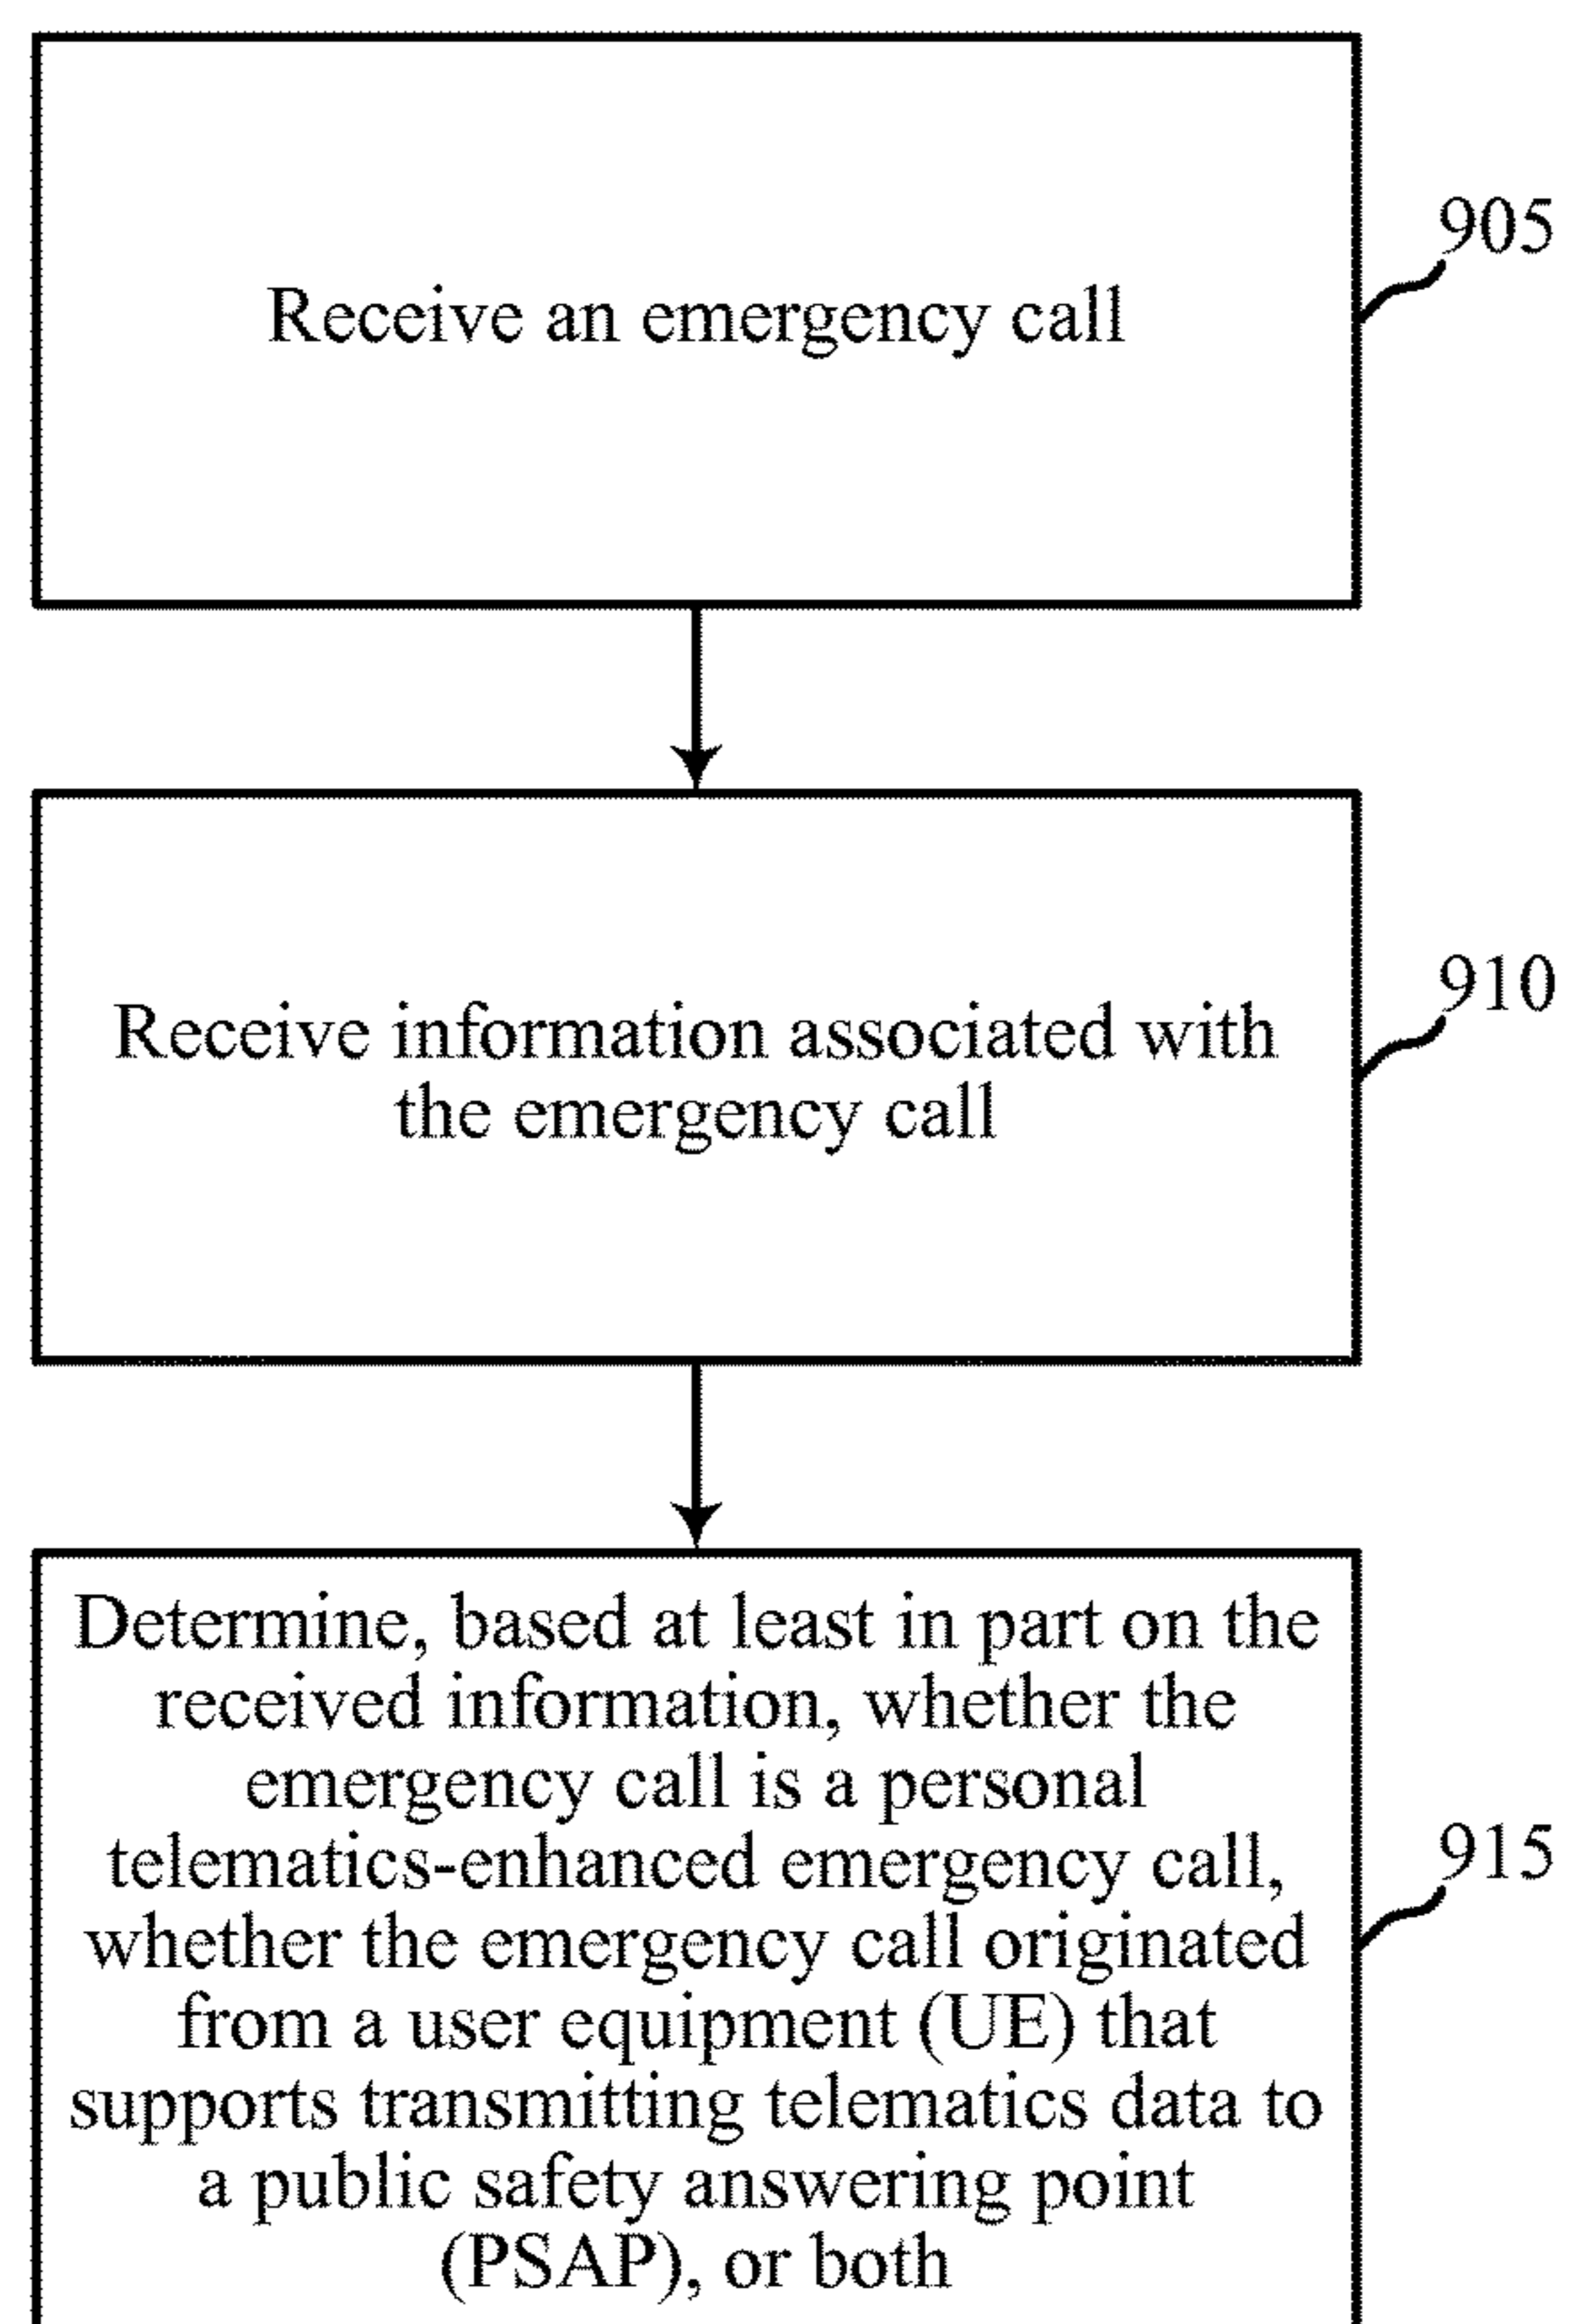 905
Receive an emergency call
910
Receive information associated with
the emergency call
Determine, based at least in part on the
received information, whether the
emergency call is a personal
telematics-enhanced emergency call,
915
whether the emergency call originated
from a user equipment (UE) that
supports transmitting telematics data to
a public safety answering point
(PSAP), or both